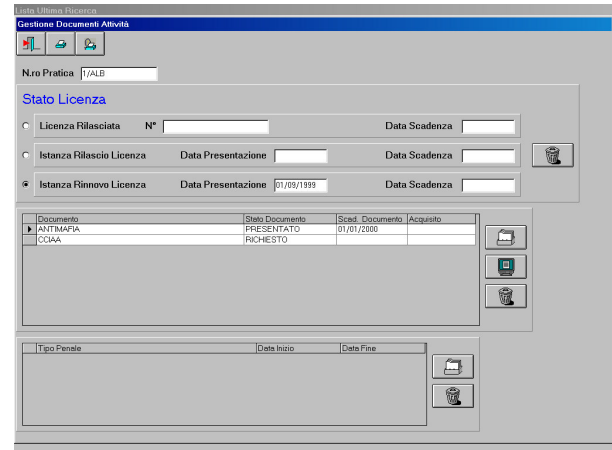 Lista Ultima Ricerca
Gestione Documenti Attività
N.ro Pratica 1/ALB
Stato Licenza
Licenza Rilasciata N° Data Scadenza
Istanza Rilascio Licenza Data Presentazione Data Scadenza
Istanza Rinnovo Licenza Data Presentazione 01/09/1999 Data Scadenza
Documento Stato Documento Scad. Documento Acquisito
ANTIMAFIA PRESENTATO 01/01/2000
CCIAA RICHIESTO
Tipo Penale Data Inizio Data Fine